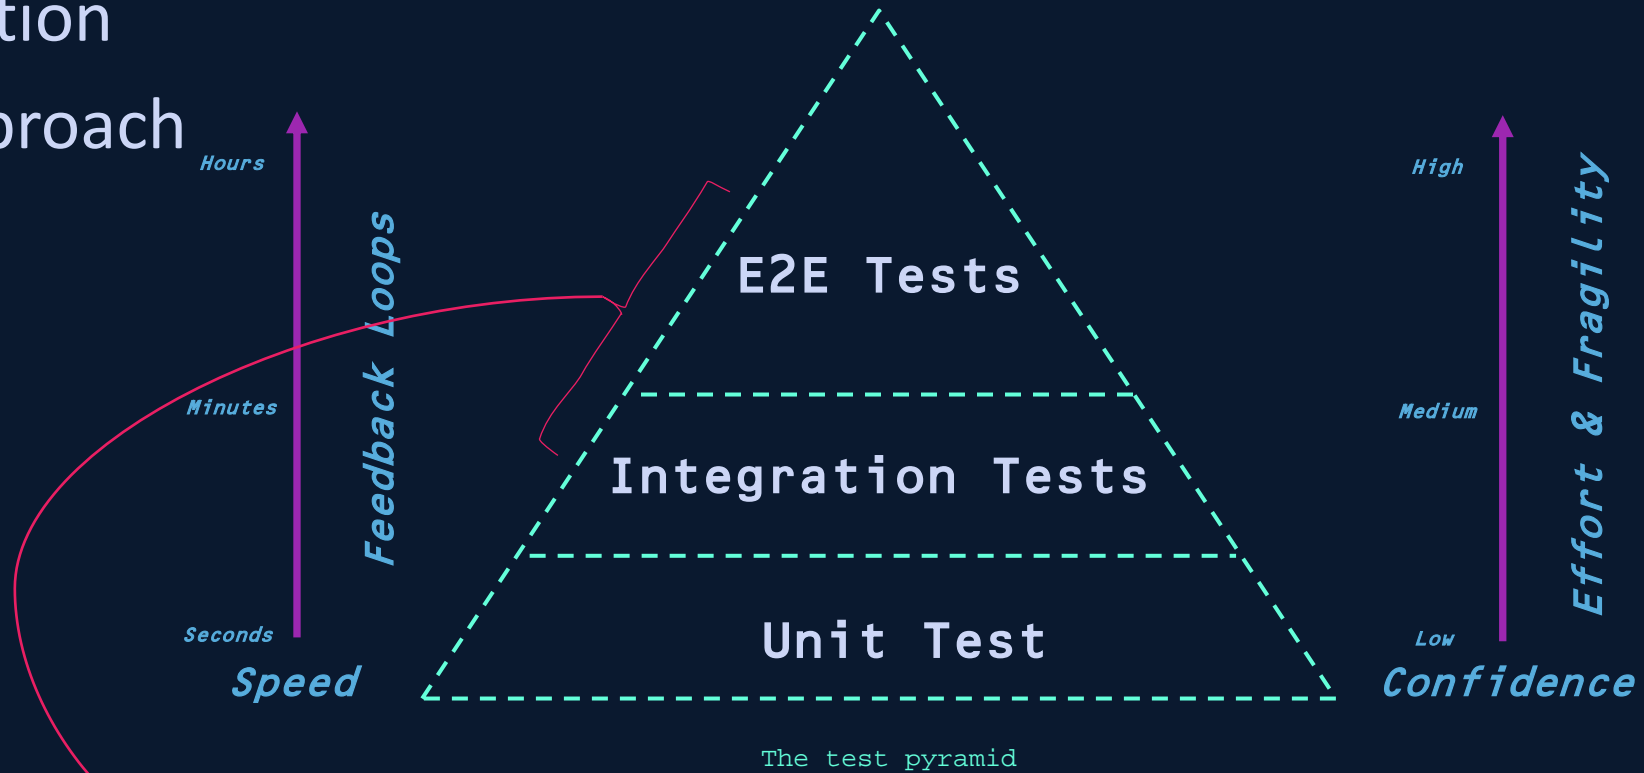 tion
proach
Hours
Minutes
Seconds
Speed
Feedback Loops
E2E Tests
Integration Tests
Unit Test
The test pyramid
High
Medium
Low
Confidence
Effort & Fragility